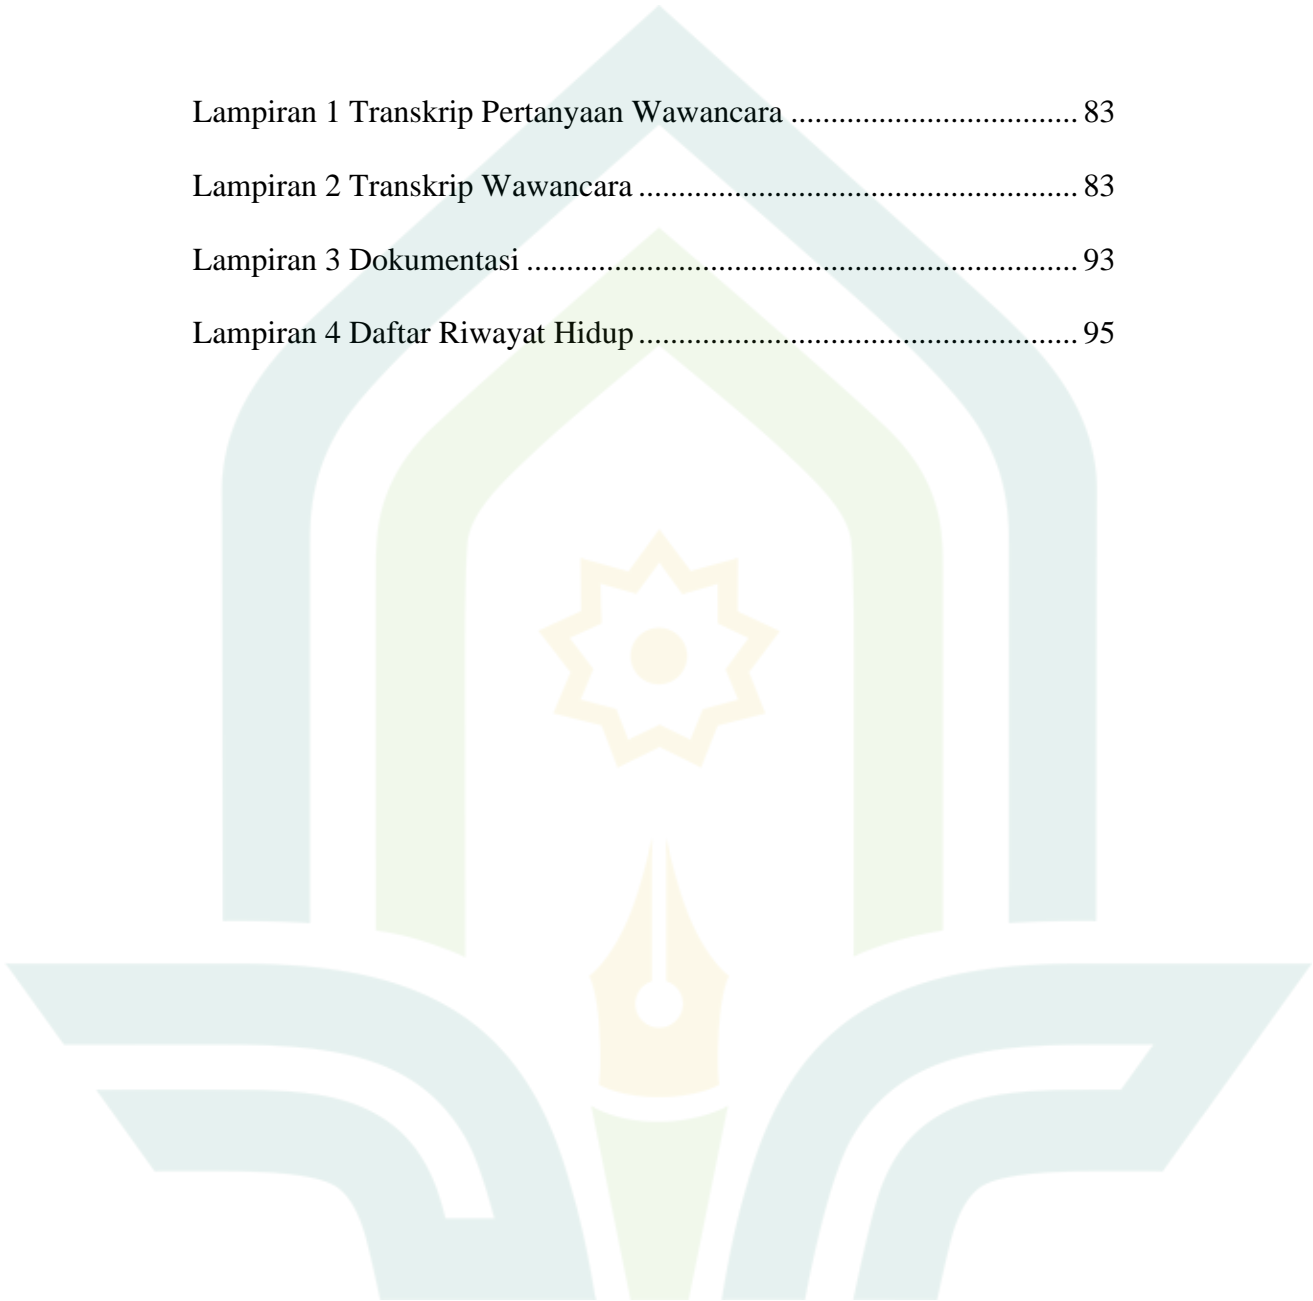 Lampiran 1 Transkrip Pertanyaan Wawancara .................................... 83
Lampiran 2 Transkrip Wawancara ....................................................... 83
Lampiran 3 Dokumentasi ..................................................................... 93
Lampiran 4 Daftar Riwayat Hidup ....................................................... 95